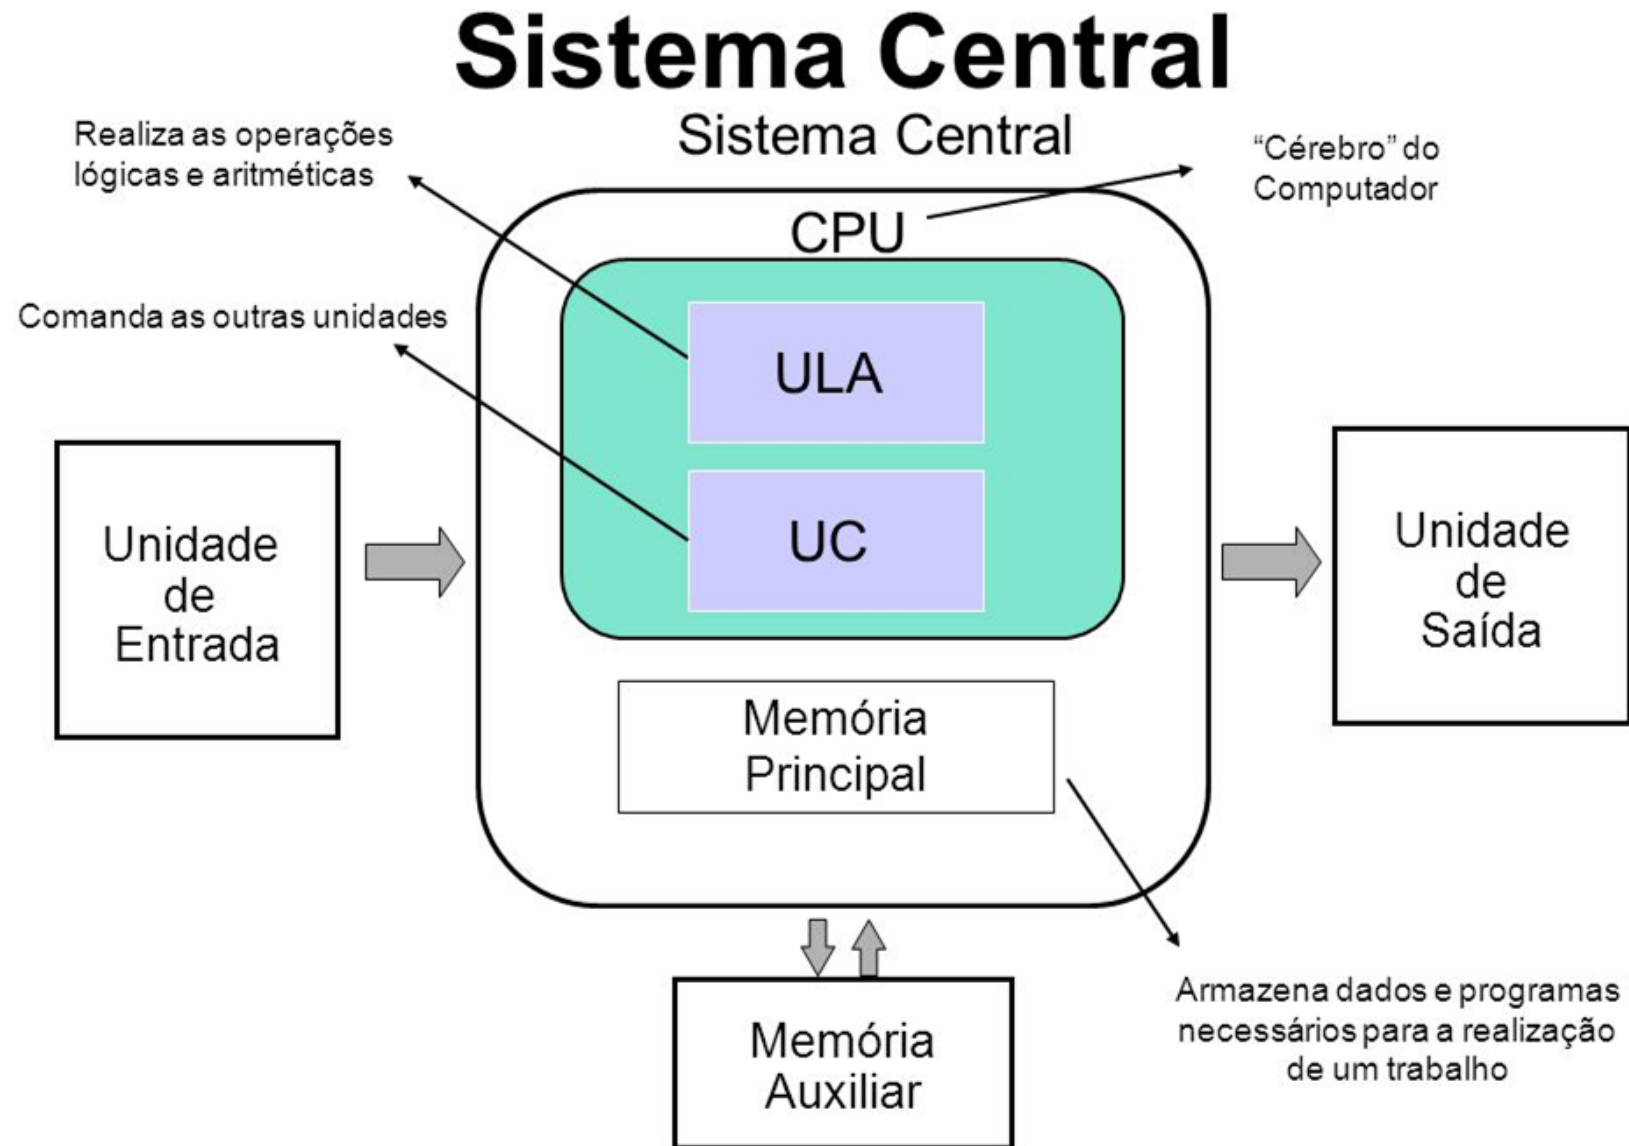 Sistema Central
Sistema Central
Realiza as operações
lógicas e aritméticas
“Cérebro” do
Computador
CPU
Comanda as outras unidades
ULA
UC
Unidade
de
Entrada
Unidade
de
Saída
Memória
Principal
Memória
Auxiliar
Armazena dados e programas
necessários para a realização
de um trabalho